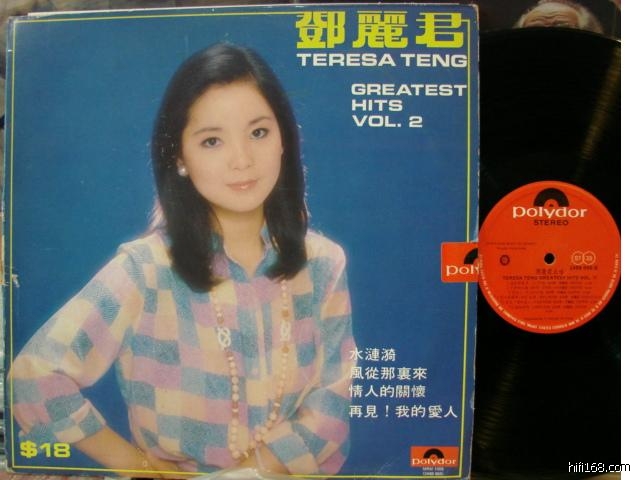 鄧麗君
TERESA TENG
GREATEST
HITS
VOL. 2
水漣漪
風從那裏來
情人的關懷
再見！我的愛人
$18
polydor
polydor
polydor
STEREO
TERESA TENG GREATEST HITS VOL. 2
hifi168.com